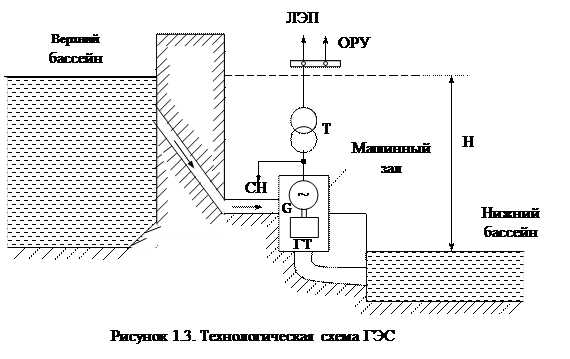 ЛЭП
Верхний
бассейн
ОРУ
Т
Н
Машинный
зал
СН
~
G
ГТ
Нижний
бассейн
Рисунок 1.3. Технологическая схема ГЭС